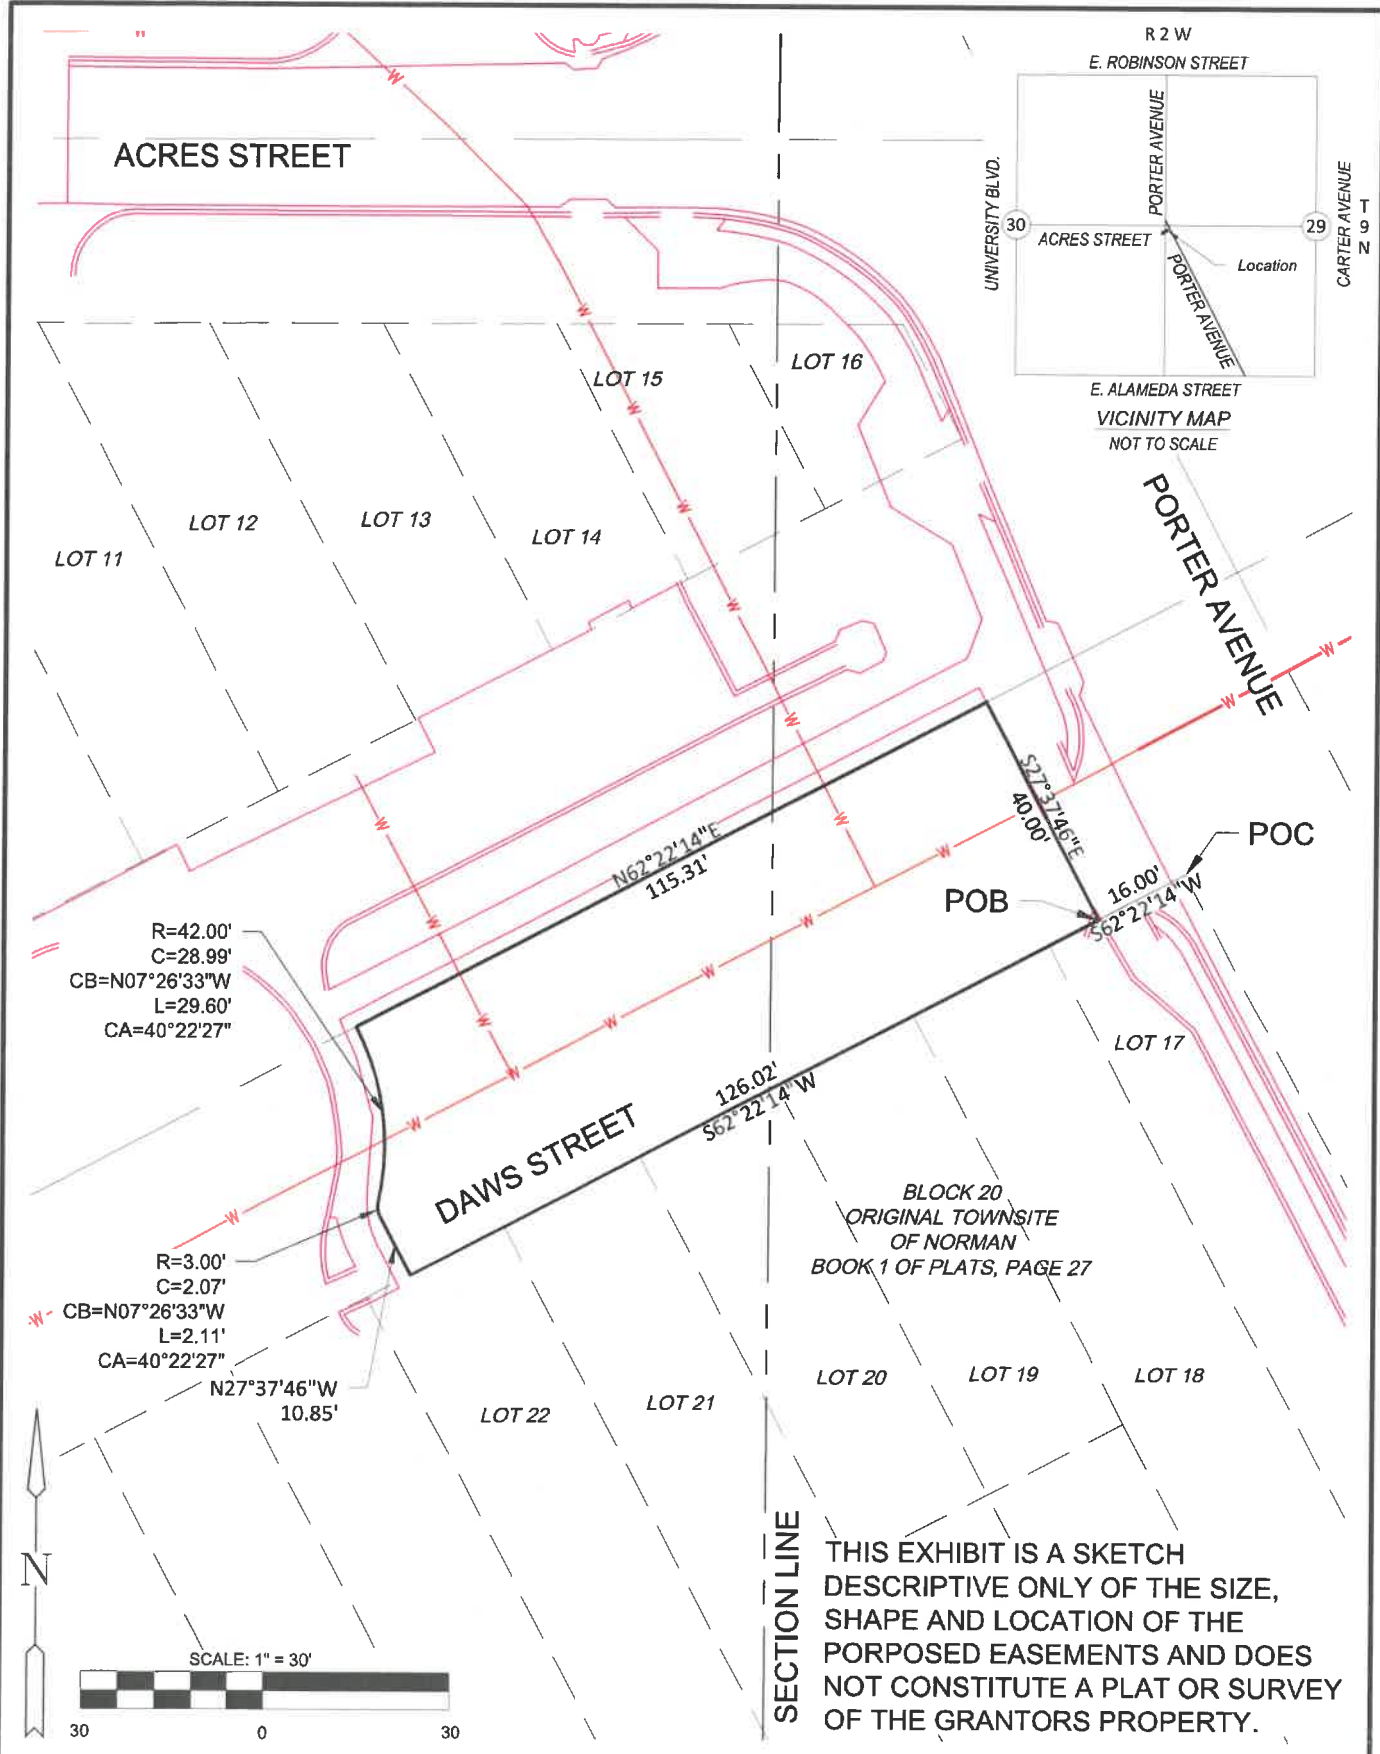 R 2 W
E. ROBINSON STREET
PORTER AVENUE
UNIVERSITY BLVD.
CARTER AVENUE
T
9
N
30
29
ACRES STREET
Location
PORTER AVENUE
E. ALAMEDA STREET
VICINITY MAP
NOT TO SCALE
W
ACRES STREET
W
W
LOT 16
LOT 15
W
W
LOT 12
LOT 13
LOT 14
LOT 11
PORTER AVENUE
W
W
W
W
W
S27°37'46"E
40.00'
W
W
W
N62°22'14"E
115.31'
POC
16.00'
S62°22'14"W
POB
W
W
R=42.00'
C=28.99'
CB=N07°26'33"W
L=29.60'
CA=40°22'27"
W
W
W
W
W
LOT 17
126.02'
S62°22'14"W
DAWS STREET
BLOCK 20
ORIGINAL TOWNSITE
OF NORMAN
BOOK 1 OF PLATS, PAGE 27
W
R=3.00'
C=2.07'
CB=N07°26'33"W
L=2.11'
CA=40°22'27"
N27°37'46"W
10.85'
LOT 22
LOT 21
LOT 20
LOT 19
LOT 18
N
SCALE: 1" = 30'
30 0 30
SECTION LINE
THIS EXHIBIT IS A SKETCH
DESCRIPTIVE ONLY OF THE SIZE,
SHAPE AND LOCATION OF THE
PORPOSED EASEMENTS AND DOES
NOT CONSTITUTE A PLAT OR SURVEY
OF THE GRANTORS PROPERTY.